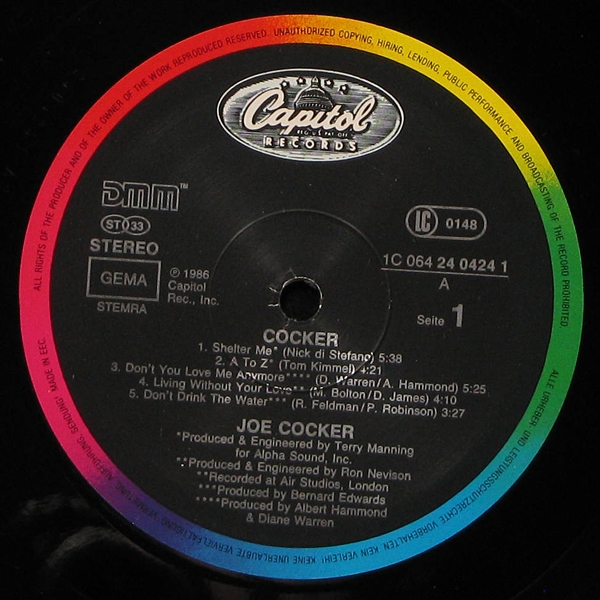 ALL RIGHTS OF THE PRODUCER AND OF THE OWNER OF THE WORK REPRODUCED RESERVED. UNAUTHORIZED COPYING, HIRING, LENDING, PUBLIC PERFORMANCE AND BROADCASTING OF THE RECORD PROHIBITED.
Capitol
REG. U.S. PAT. OFF.
RECORDS
DMM™
ST 33
STEREO
GEMA
STEMRA
℗ 1986
Capitol
Rec., Inc.
LC 0148
1C 064 24 0424 1
A
Seite 1
COCKER
1. Shelter Me* (Nick di Stefano) 5:38
2. A To Z* (Tom Kimmel) 4:21
3. Don't You Love Me Anymore**** (D. Warren/A. Hammond) 5:25
4. Living Without Your Love** (M. Bolton/D. James) 4:10
5. Don't Drink The Water*** (R. Feldman/P. Robinson) 3:27
JOE COCKER
*Produced & Engineered by Terry Manning
for Alpha Sound, Inc.
**Produced & Engineered by Ron Nevison
**Recorded at Air Studios, London
***Produced by Bernard Edwards
****Produced by Albert Hammond
& Diane Warren
ALLE URHEBER- UND LEISTUNGSSCHUTZRECHTE VORBEHALTEN. KEIN VERLEIH! KEINE UNERLAUBTE VERVIELFÄLTIGUNG, VERMIETUNG, AUFFÜHRUNG, SENDUNG! MADE IN EEC